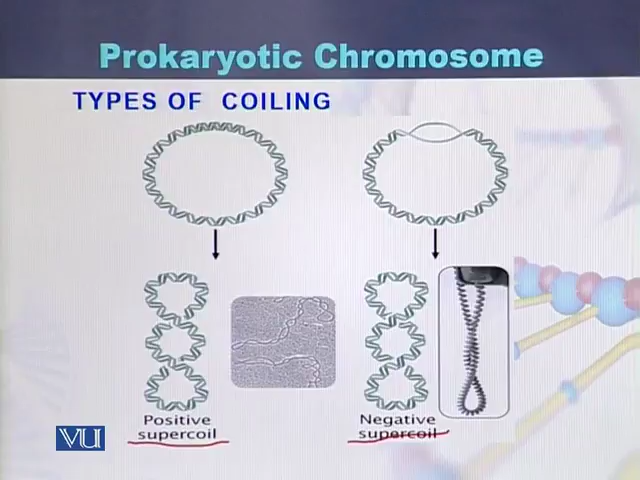 Prokaryotic Chromosome
TYPES OF COILING
Positive
supercoil
Negative
supercoil
VU